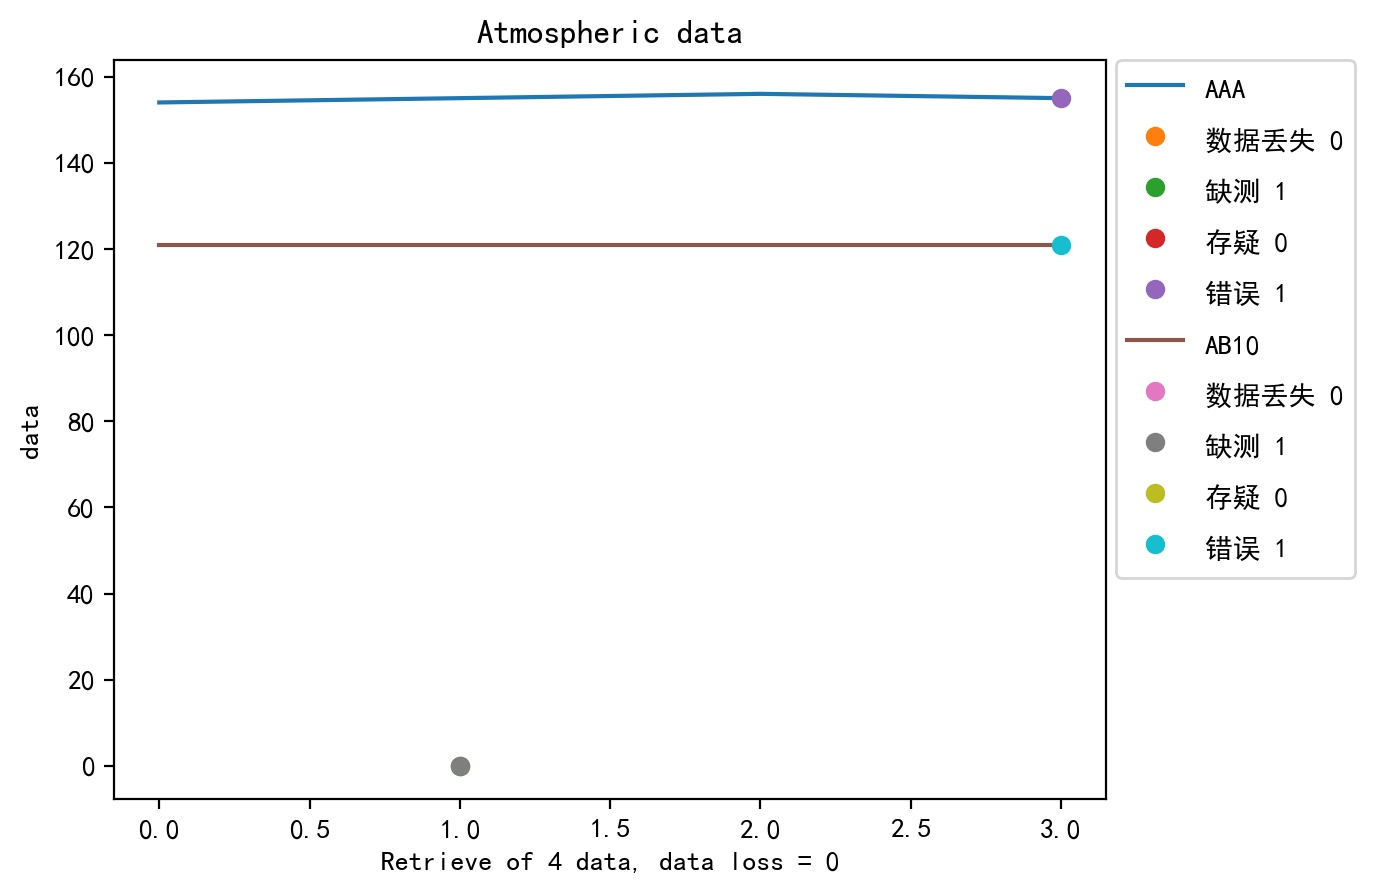 Atmospheric data
160
140
120
100
80
60
40
20
0
data
0.0 0.5 1.0 1.5 2.0 2.5 3.0
Retrieve of 4 data, data loss = 0
AAA
数据丢失 0
缺测 1
存疑 0
错误 1
AB10
数据丢失 0
缺测 1
存疑 0
错误 1